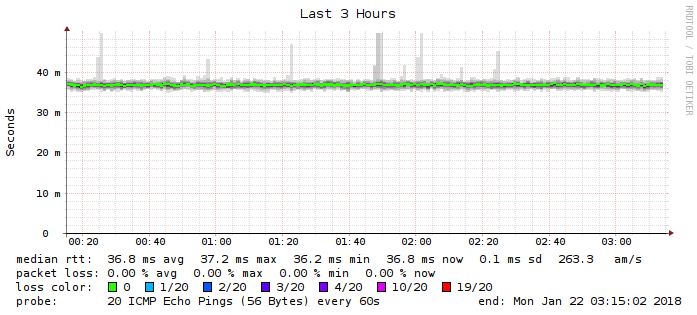 Last 3 Hours
RRDTOOL / TOBI OETIKER
Seconds
40 m
30 m
20 m
10 m
0
00:20 00:40 01:00 01:20 01:40 02:00 02:20 02:40 03:00
median rtt: 36.8 ms avg 37.2 ms max 36.2 ms min 36.8 ms now 0.1 ms sd 263.3 am/s
packet loss: 0.00 % avg 0.00 % max 0.00 % min 0.00 % now
loss color: 0 1/20 2/20 3/20 4/20 10/20 19/20
probe: 20 ICMP Echo Pings (56 Bytes) every 60s end: Mon Jan 22 03:15:02 2018